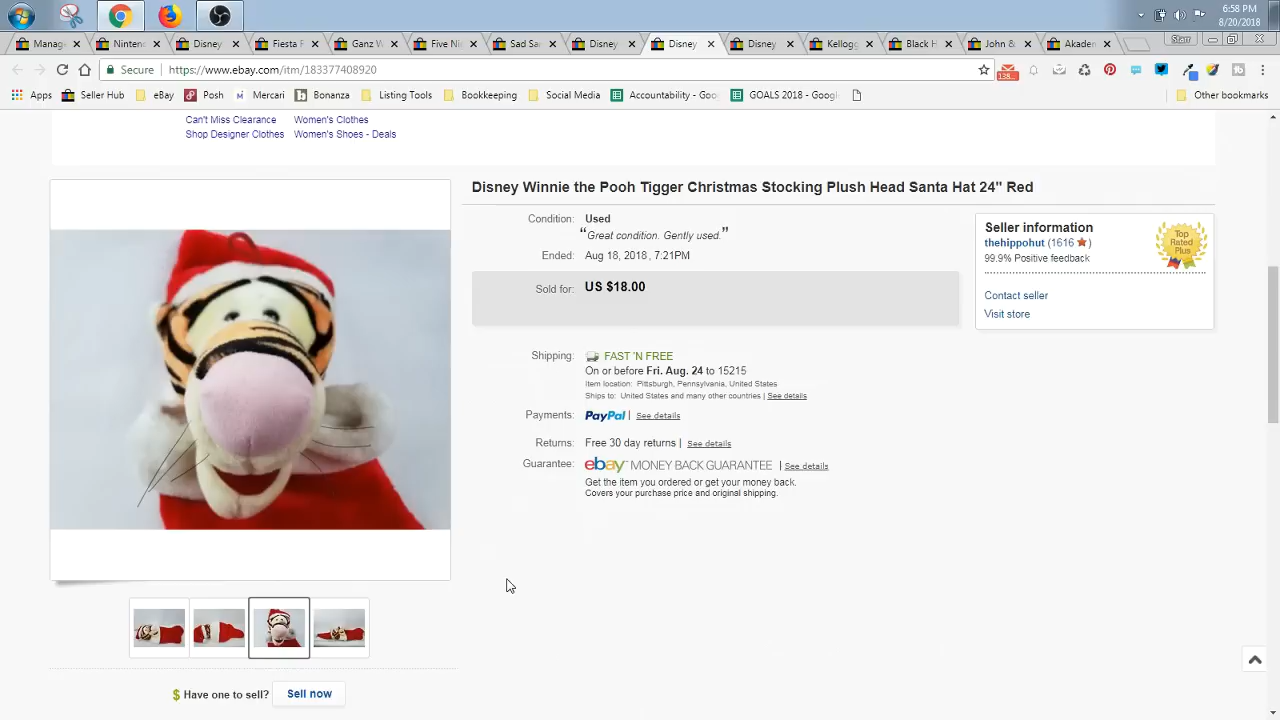 6:58 PM
8/20/2018
Manage
Nintenc
Disney
Fiesta P
Ganz W
Five Ni
Sad Sa
Disney
Disney
Disney
Kellogg
Black H
John &
Akaden
Starr
Secure
https://www.ebay.com/itm/183377408920
Apps
Seller Hub
eBay
Posh
Mercari
Bonanza
Listing Tools
Bookkeeping
Social Media
Accountability - Goo
GOALS 2018 - Googl
Other bookmarks
Can't Miss Clearance
Women's Clothes
Shop Designer Clothes
Women's Shoes - Deals
Disney Winnie the Pooh Tigger Christmas Stocking Plush Head Santa Hat 24" Red
Condition: Used
“Great condition. Gently used.”
Ended: Aug 18, 2018 , 7:21PM
Sold for: US $18.00
Shipping: FAST 'N FREE
On or before Fri. Aug. 24 to 15215
Item location: Pittsburgh, Pennsylvania, United States
Ships to: United States and many other countries | See details
Payments: PayPal | See details
Returns: Free 30 day returns | See details
Guarantee: ebay MONEY BACK GUARANTEE | See details
Get the item you ordered or get your money back.
Covers your purchase price and original shipping.
Seller information
thehippohut (1616 )
99.9% Positive feedback
Top
Rated
Plus
Contact seller
Visit store
$ Have one to sell? Sell now